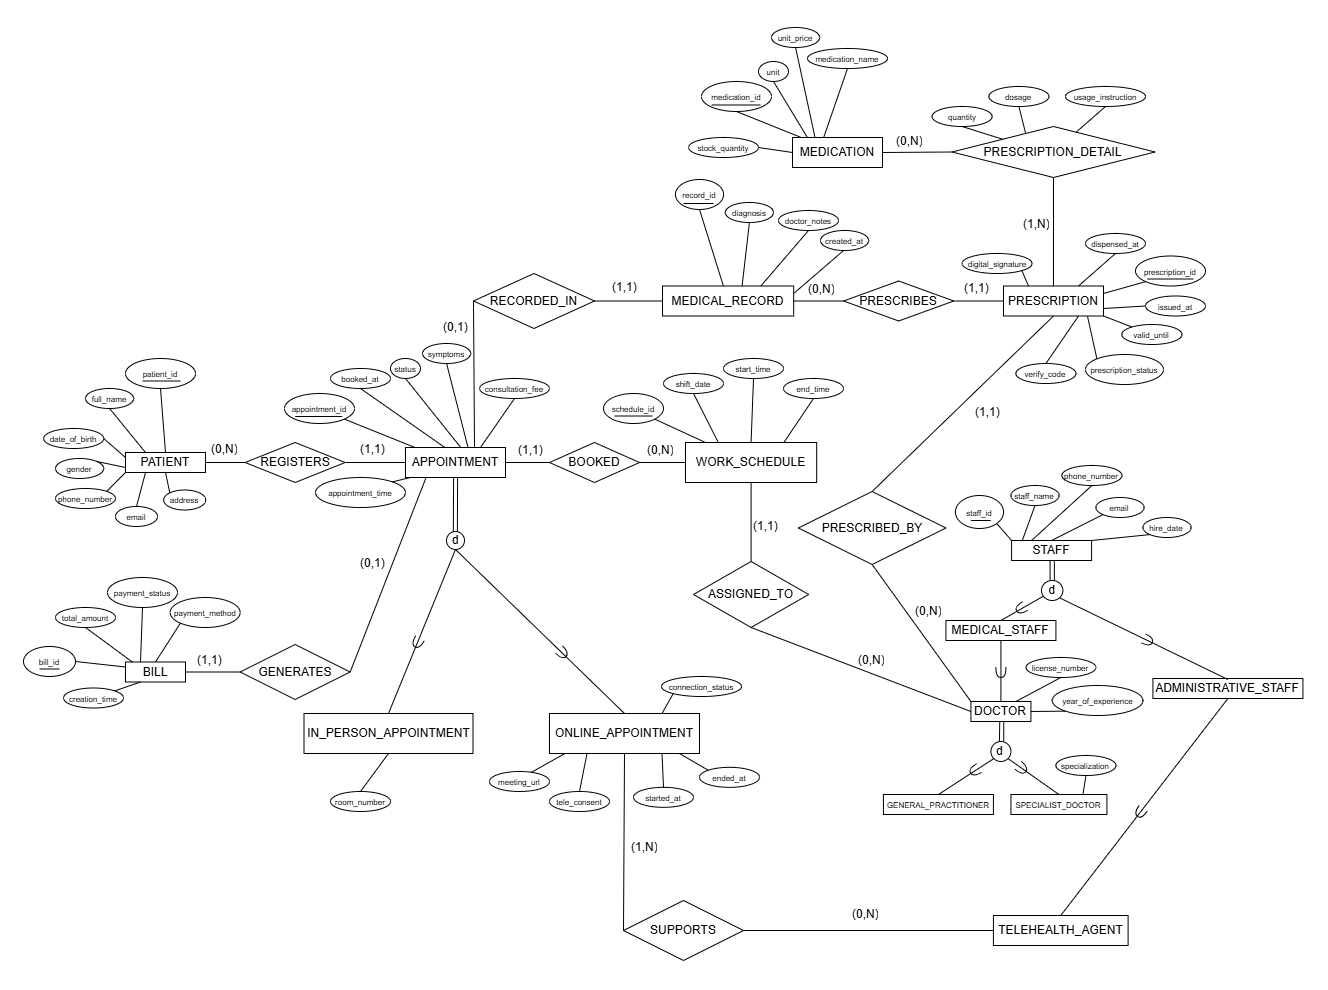 unit_price
medication_name
unit
medication_id
stock_quantity
MEDICATION
(0,N)
quantity
dosage
usage_instruction
PRESCRIPTION_DETAIL
(1,N)
record_id
diagnosis
doctor_notes
created_at
RECORDED_IN
(1,1)
MEDICAL_RECORD
(0,N)
PRESCRIBES
(1,1)
PRESCRIPTION
digital_signature
dispensed_at
prescription_id
issued_at
valid_until
prescription_status
verify_code
(0,1)
patient_id
full_name
date_of_birth
gender
phone_number
email
address
PATIENT
(0,N)
REGISTERS
(1,1)
symptoms
status
booked_at
appointment_id
consultation_fee
APPOINTMENT
appointment_time
(1,1)
BOOKED
(0,N)
schedule_id
shift_date
start_time
end_time
WORK_SCHEDULE
(1,1)
(1,1)
PRESCRIBED_BY
(0,N)
ASSIGNED_TO
(0,N)
staff_id
staff_name
phone_number
email
hire_date
STAFF
d
MEDICAL_STAFF
ADMINISTRATIVE_STAFF
license_number
year_of_experience
DOCTOR
d
specialization
GENERAL_PRACTITIONER
SPECIALIST_DOCTOR
d
(0,1)
payment_status
total_amount
payment_method
bill_id
creation_time
BILL
(1,1)
GENERATES
IN_PERSON_APPOINTMENT
room_number
ONLINE_APPOINTMENT
connection_status
meeting_url
tele_consent
started_at
ended_at
(1,N)
SUPPORTS
(0,N)
TELEHEALTH_AGENT